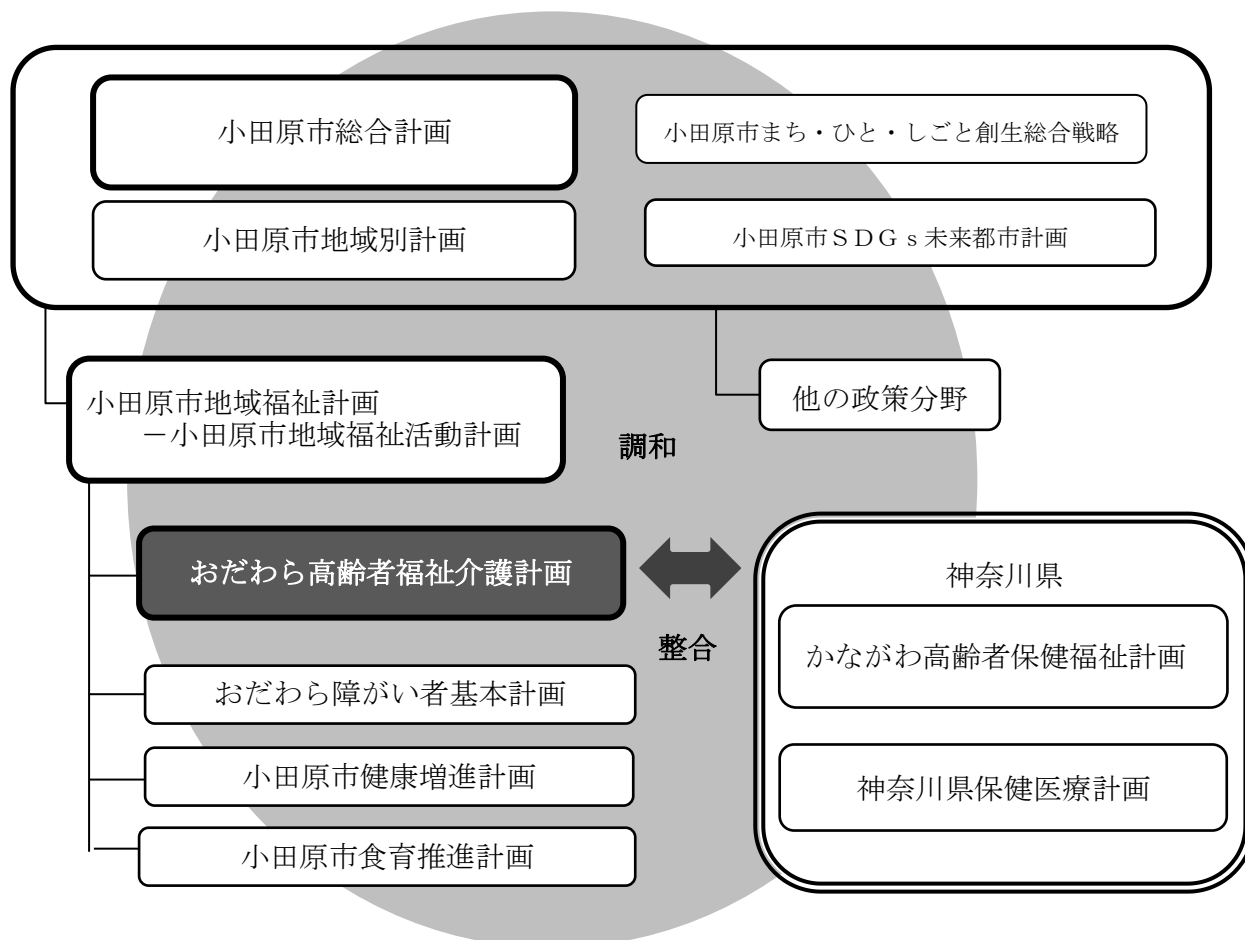 小田原市総合計画
小田原市まち・ひと・しごと創生総合戦略
小田原市地域別計画
小田原市ＳＤＧｓ未来都市計画
小田原市地域福祉計画
－小田原市地域福祉活動計画
他の政策分野
調和
おだわら高齢者福祉介護計画
整合
神奈川県
かながわ高齢者保健福祉計画
神奈川県保健医療計画
おだわら障がい者基本計画
小田原市健康増進計画
小田原市食育推進計画